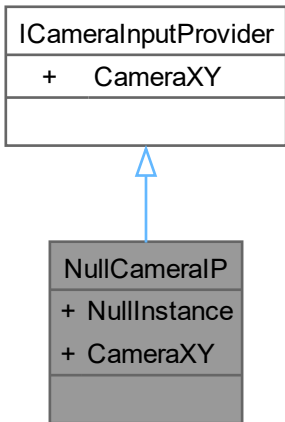 ICameraInputProvider
+ CameraXY
NullCameraIP
+ NullInstance
+ CameraXY